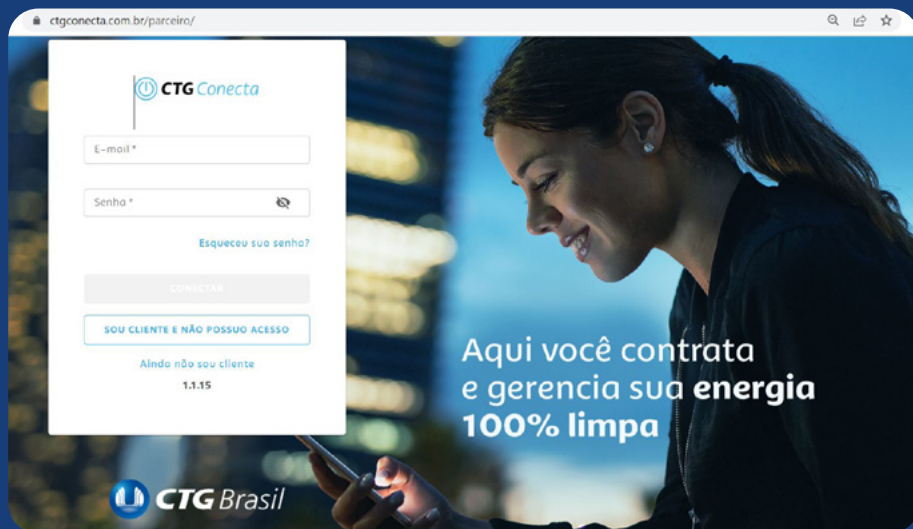 ctgconecta.com.br/parceiro/
CTG Conecta
E-mail *
Senha *
Esqueceu sua senha?
CONECTAR
SOU CLIENTE E NÃO POSSUO ACESSO
Ainda não sou cliente
1.1.15
Aqui você contrata
e gerencia sua energia
100% limpa
CTG Brasil